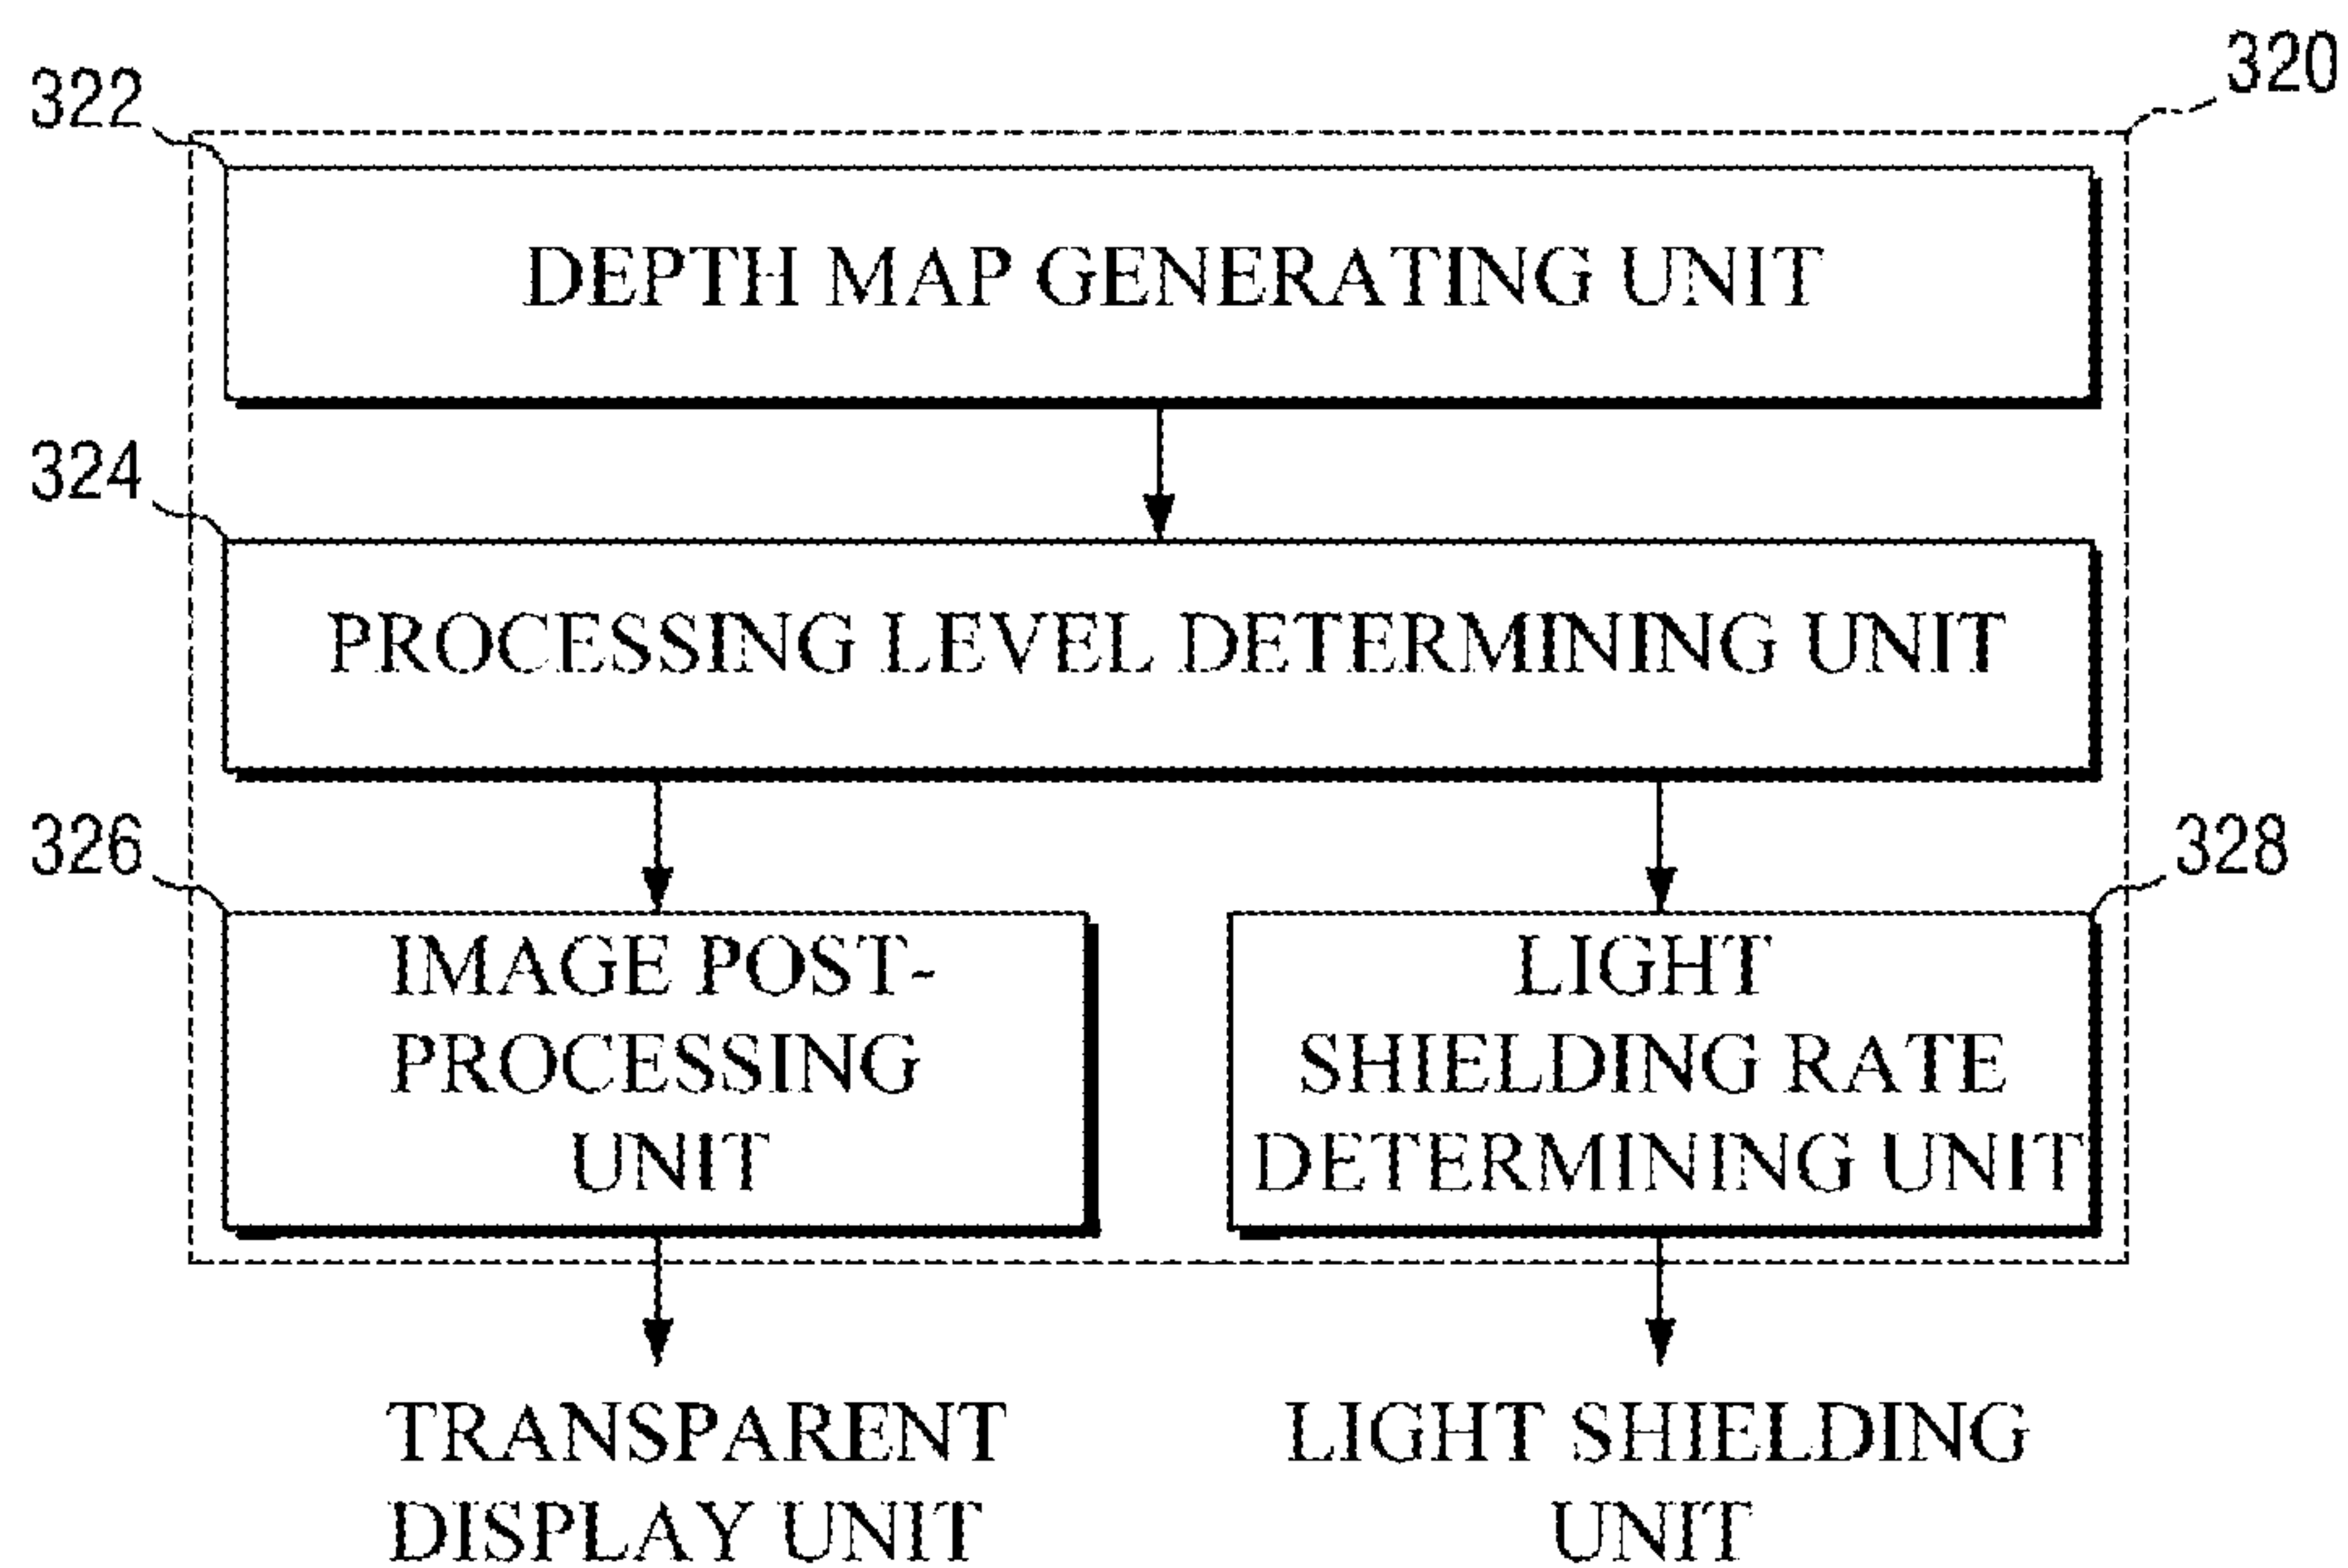 320
322
DEPTH MAP GENERATING UNIT
324
PROCESSING LEVEL DETERMINING UNIT
326
328
IMAGE POST-
PROCESSING
UNIT
LIGHT
SHIELDING RATE
DETERMINING UNIT
TRANSPARENT
DISPLAY UNIT
LIGHT SHIELDING
UNIT